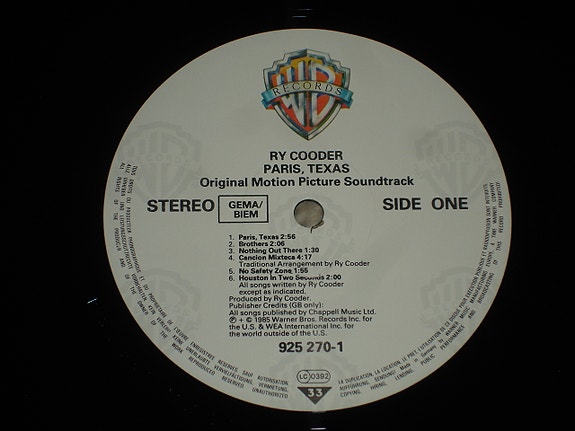 WB
RECORDS
RY COODER
PARIS, TEXAS
Original Motion Picture Soundtrack
STEREO GEMA/BIEM SIDE ONE
1. Paris, Texas 2:56
2. Brothers 2:06
3. Nothing Out There 1:30
4. Cancion Mixteca 4:17
Traditional Arrangement by Ry Cooder
5. No Safety Zone 1:55
6. Houston in Two Seconds 2:00
All songs written by Ry Cooder
except as indicated.
Produced by Ry Cooder.
Publisher Credits (GB only):
All songs published by Chappell Music Ltd.
℗ + © 1985 Warner Bros. Records Inc. for
the U.S. & WEA International Inc. for
the world outside of the U.S.
925 270-1
LC 0392
33